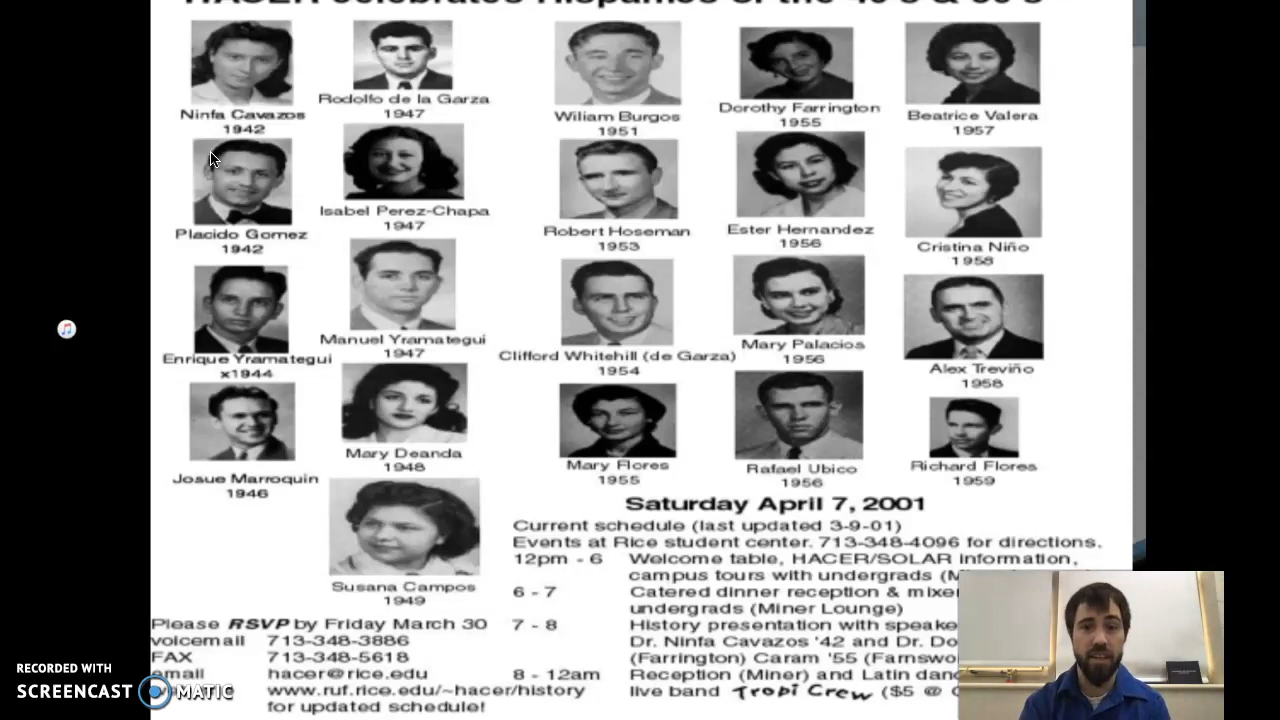 HACER celebrates Hispanics of the 40's & 50's
Ninfa Cavazos
1942
Rodolfo de la Garza
1947
Wiliam Burgos
1951
Dorothy Farrington
1955
Beatrice Valera
1957
Placido Gomez
1942
Isabel Perez-Chapa
1947
Robert Hoseman
1953
Ester Hernandez
1956
Cristina Niño
1958
Enrique Yramategui
x1944
Manuel Yramategui
1947
Clifford Whitehill (de Garza)
1954
Mary Palacios
1956
Alex Treviño
1958
Josue Marroquin
1946
Mary Deanda
1948
Mary Flores
1955
Rafael Ubico
1956
Richard Flores
1959
Susana Campos
1949
Saturday April 7, 2001
Current schedule (last updated 3-9-01)
Events at Rice student center. 713-348-4096 for directions.
12pm - 6 Welcome table, HACER/SOLAR information,
campus tours with undergrads
6 - 7 Catered dinner reception &
undergrads (Miner Lounge)
7 - 8 History presentation with
Dr. Ninfa Cavazos '42 and Dr.
(Farrington) Caram '55
8 - 12am Reception (Miner) and Latin
live band Tropi Crew ($5 @
Please RSVP by Friday March 30
voicemail 713-348-3886
FAX 713-348-5618
email hacer@rice.edu
www.ruf.rice.edu/~hacer/history
for updated schedule!
RECORDED WITH
SCREENCAST MATIC